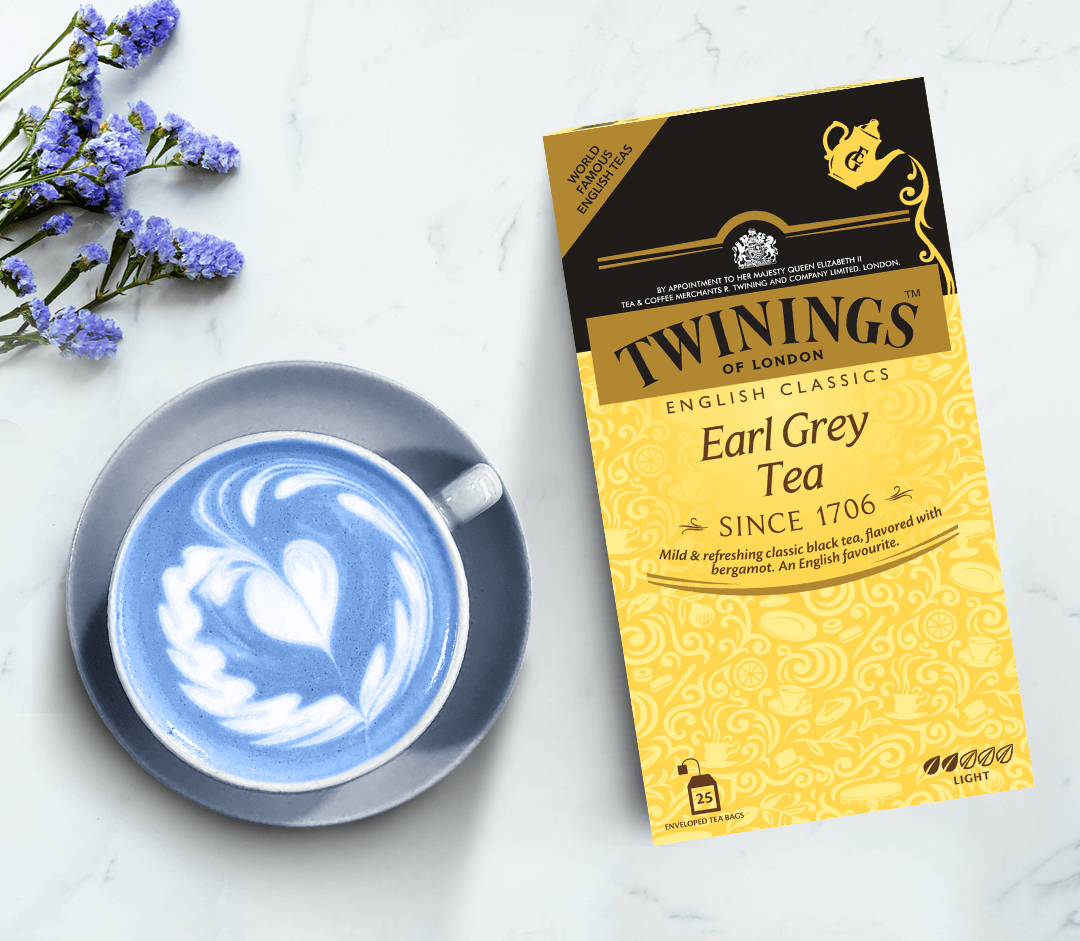 WORLD
FAMOUS
ENGLISH TEAS
EG
BY APPOINTMENT TO HER MAJESTY QUEEN ELIZABETH II
TEA & COFFEE MERCHANTS R. TWINING AND COMPANY LIMITED. LONDON.
TWININGS™
OF LONDON
ENGLISH CLASSICS
Earl Grey
Tea
SINCE 1706
Mild & refreshing classic black tea, flavored with
bergamot. An English favourite.
25
ENVELOPED TEA BAGS
LIGHT